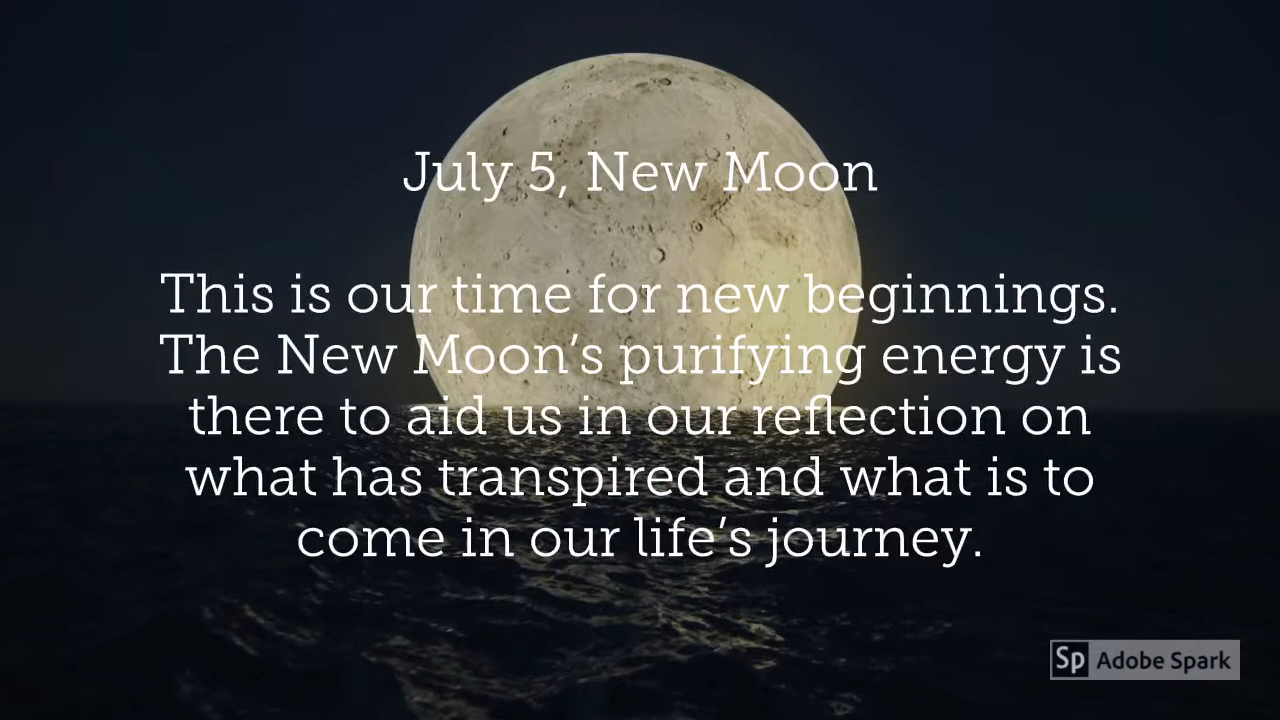 July 5, New Moon
This is our time for new beginnings.
The New Moon’s purifying energy is
there to aid us in our reflection on
what has transpired and what is to
come in our life’s journey.
Sp Adobe Spark